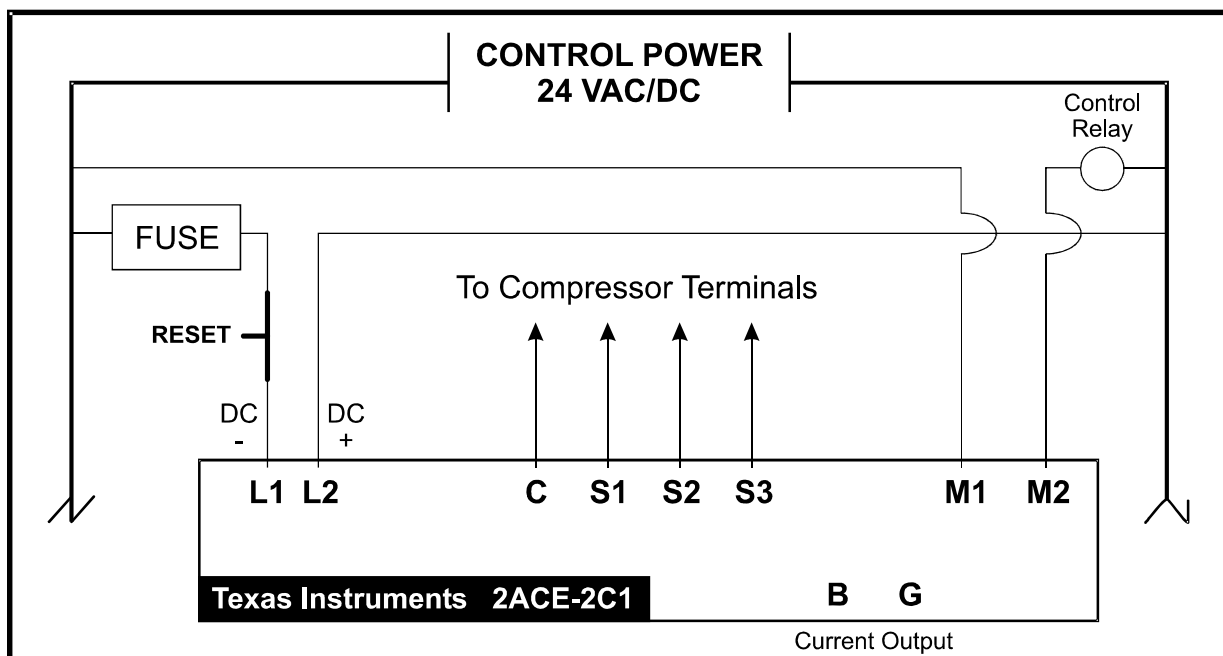 CONTROL POWER
24 VAC/DC
Control
Relay
FUSE
To Compressor Terminals
RESET
DC
-
DC
+
L1 L2 C S1 S2 S3 M1 M2
Texas Instruments 2ACE-2C1
B G
Current Output